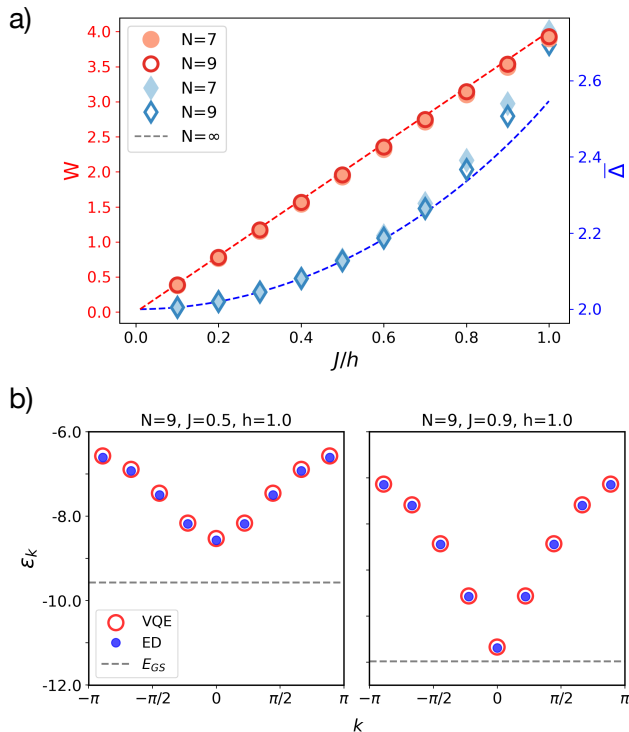 a)
4.0
3.5
3.0
2.5
2.0
1.5
1.0
0.5
0.0
W
N=7
N=9
N=7
N=9
N=∞
2.6
2.4
2.2
2.0
Δ̅
0.0
0.2
0.4
0.6
0.8
1.0
J/h
b)
N=9, J=0.5, h=1.0
N=9, J=0.9, h=1.0
-6.0
-8.0
-10.0
-12.0
εk
VQE
ED
EGS
−π
−π/2
0
π/2
π
−π
−π/2
0
π/2
π
k